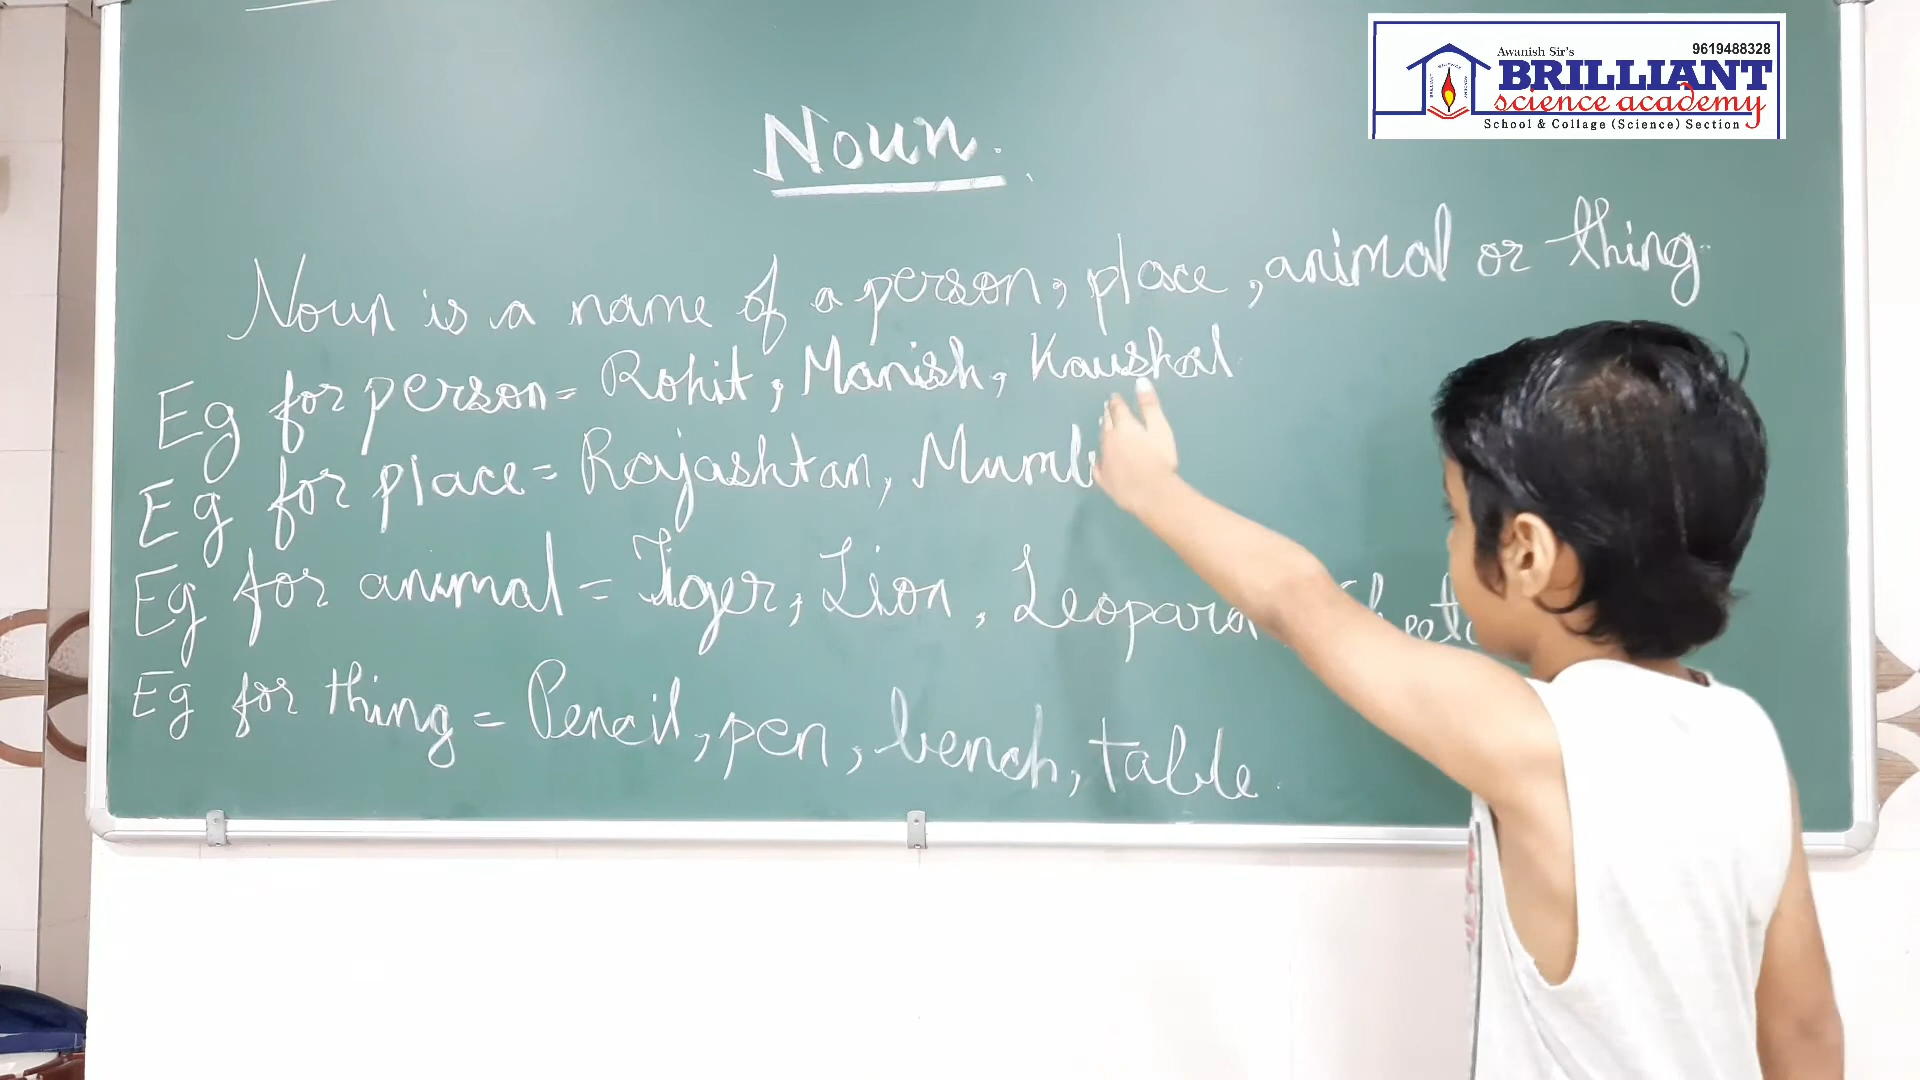 Awanish Sir's
9619488328
BRILLIANT
science academy
School & Collage (Science) Section
Noun.
Noun is a name of a person, place, animal or thing
Eg for person = Rohit, Manish, Kaushal
Eg for place = Rajashtan,
Eg for animal = Tiger, Lion, Leopard
Eg for thing = Pencil, pen, bench, table.